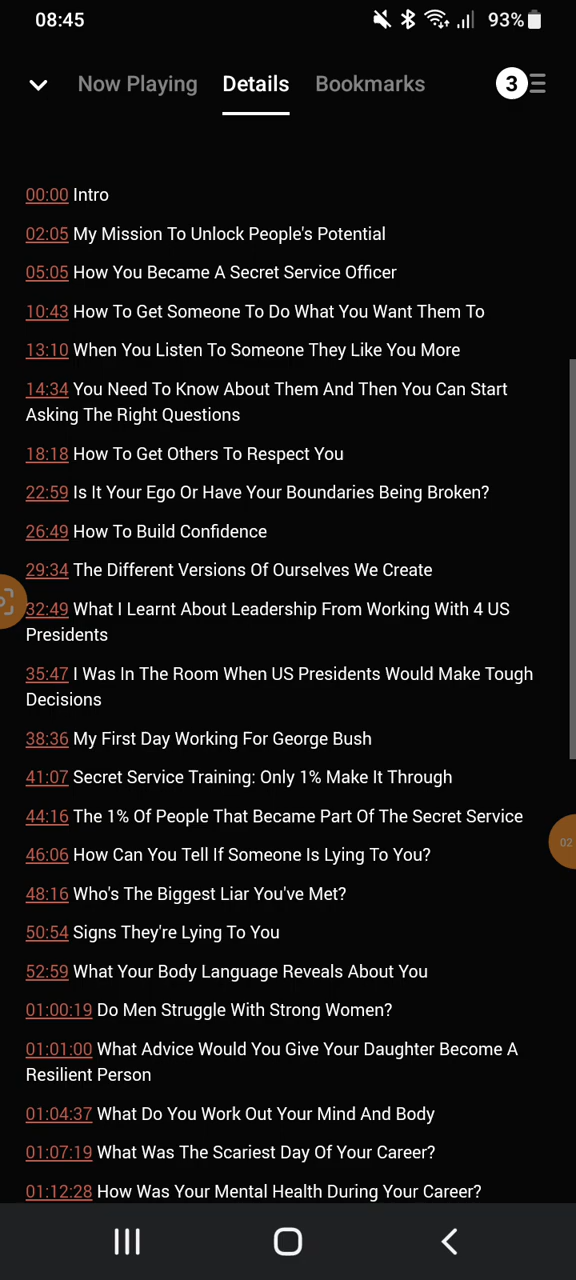 08:45
93%
Now Playing
Details
Bookmarks
3
00:00 Intro
02:05 My Mission To Unlock People's Potential
05:05 How You Became A Secret Service Officer
10:43 How To Get Someone To Do What You Want Them To
13:10 When You Listen To Someone They Like You More
14:34 You Need To Know About Them And Then You Can Start
Asking The Right Questions
18:18 How To Get Others To Respect You
22:59 Is It Your Ego Or Have Your Boundaries Being Broken?
26:49 How To Build Confidence
29:34 The Different Versions Of Ourselves We Create
32:49 What I Learnt About Leadership From Working With 4 US
Presidents
35:47 I Was In The Room When US Presidents Would Make Tough
Decisions
38:36 My First Day Working For George Bush
41:07 Secret Service Training: Only 1% Make It Through
44:16 The 1% Of People That Became Part Of The Secret Service
02
46:06 How Can You Tell If Someone Is Lying To You?
48:16 Who's The Biggest Liar You've Met?
50:54 Signs They're Lying To You
52:59 What Your Body Language Reveals About You
01:00:19 Do Men Struggle With Strong Women?
01:01:00 What Advice Would You Give Your Daughter Become A
Resilient Person
01:04:37 What Do You Work Out Your Mind And Body
01:07:19 What Was The Scariest Day Of Your Career?
01:12:28 How Was Your Mental Health During Your Career?